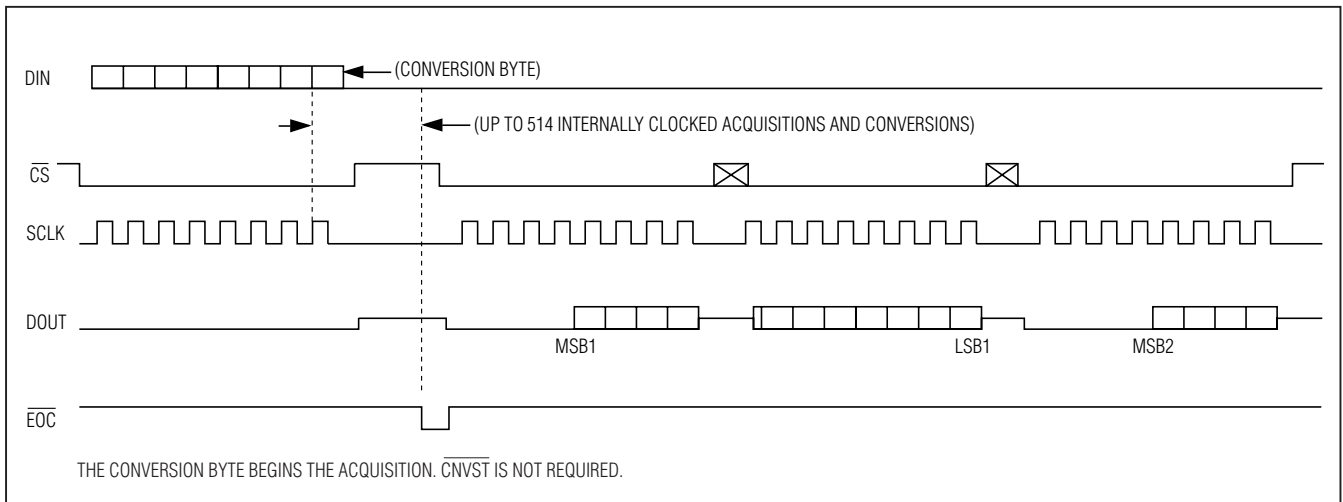 DIN
(CONVERSION BYTE)
(UP TO 514 INTERNALLY CLOCKED ACQUISITIONS AND CONVERSIONS)
CS
SCLK
DOUT
MSB1
LSB1
MSB2
EOC
THE CONVERSION BYTE BEGINS THE ACQUISITION. CNVST IS NOT REQUIRED.